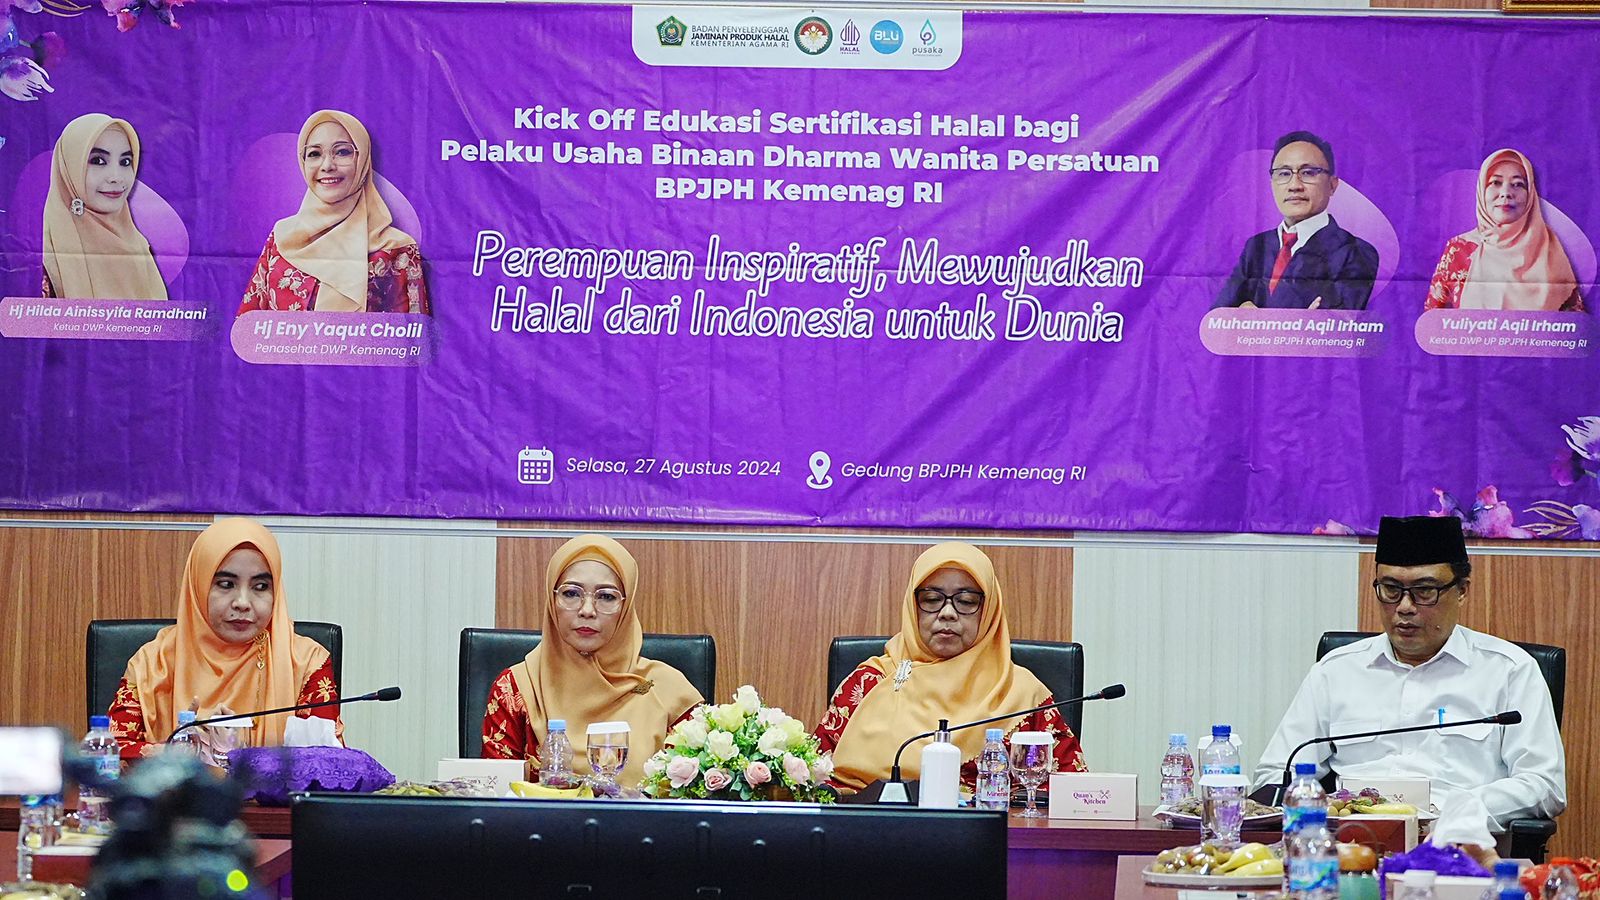 BADAN PENYELENGGARA
JAMINAN PRODUK HALAL
KEMENTERIAN AGAMA RI
HALAL
INDONESIA
BLU
pusaka
Kick Off Edukasi Sertifikasi Halal bagi
Pelaku Usaha Binaan Dharma Wanita Persatuan
BPJPH Kemenag RI
Perempuan Inspiratif, Mewujudkan
Halal dari Indonesia untuk Dunia
Hj Hilda Ainissyifa Ramdhani
Ketua DWP Kemenag RI
Hj Eny Yaqut Cholil
Penasehat DWP Kemenag RI
Muhammad Aqil Irham
Kepala BPJPH Kemenag RI
Yuliyati Aqil Irham
Ketua DWP UP BPJPH Kemenag RI
Selasa, 27 Agustus 2024
Gedung BPJPH Kemenag RI
Quan's
Kitchen